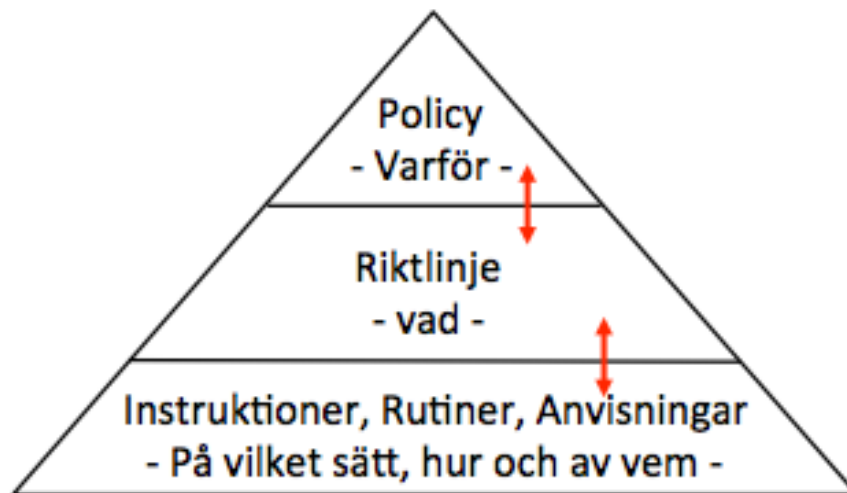 Policy
- Varför -
Riktlinje
- vad -
Instruktioner, Rutiner, Anvisningar
- På vilket sätt, hur och av vem -